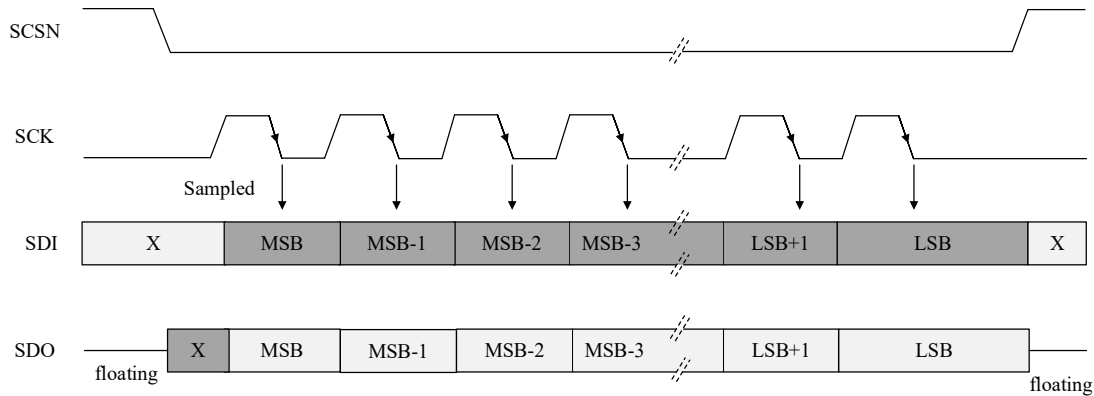 SCSN
SCK
Sampled
SDI X MSB MSB-1 MSB-2 MSB-3 LSB+1 LSB X
SDO X MSB MSB-1 MSB-2 MSB-3 LSB+1 LSB
floating floating